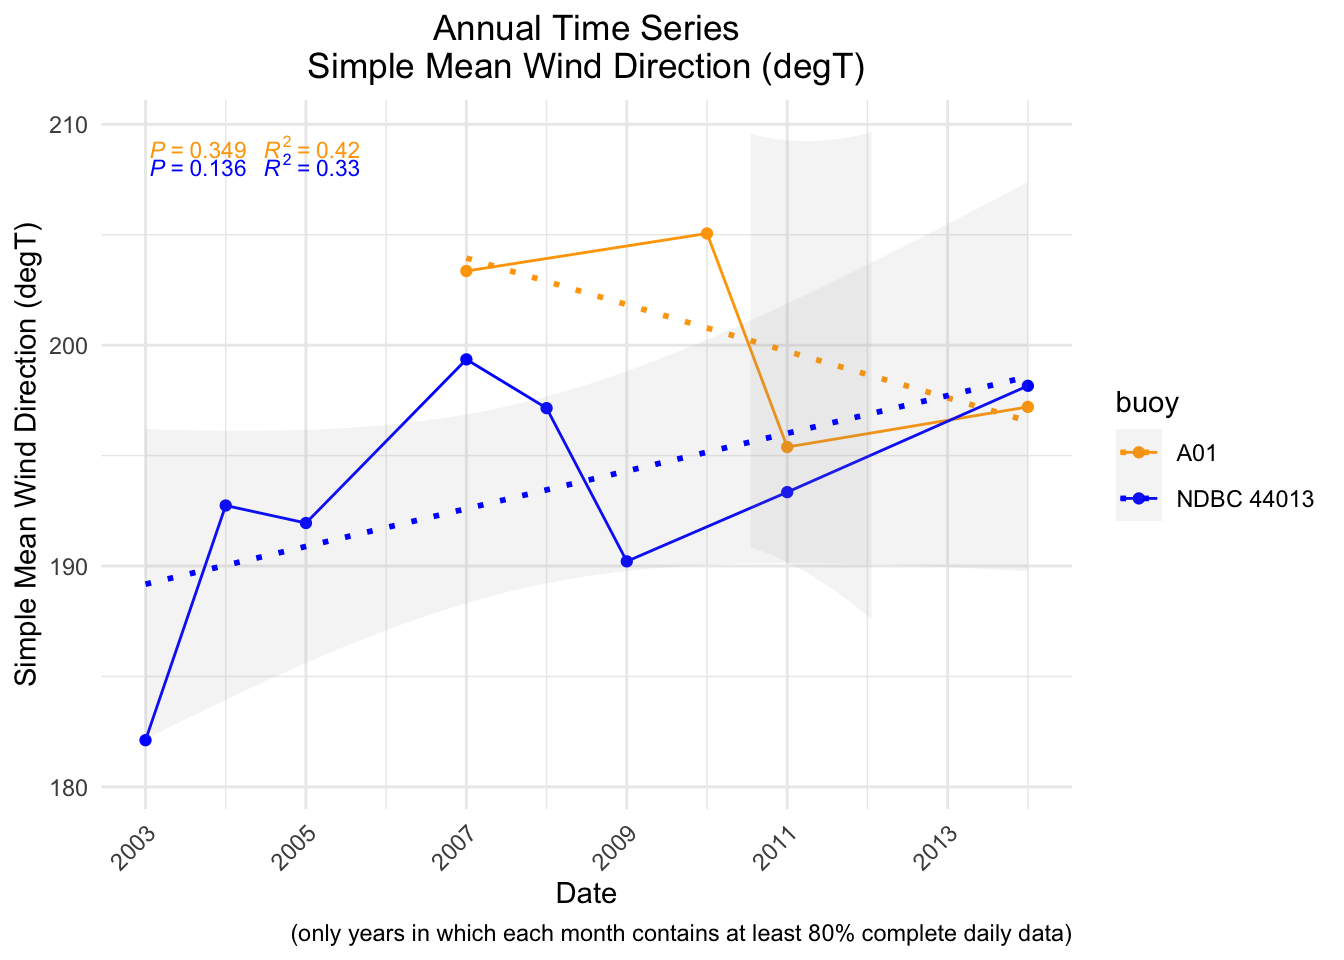 Annual Time Series
Simple Mean Wind Direction (degT)
210
P = 0.349 R² = 0.42
P = 0.136 R² = 0.33
200
190
180
Simple Mean Wind Direction (degT)
2003
2005
2007
2009
2011
2013
Date
(only years in which each month contains at least 80% complete daily data)
buoy
A01
NDBC 44013